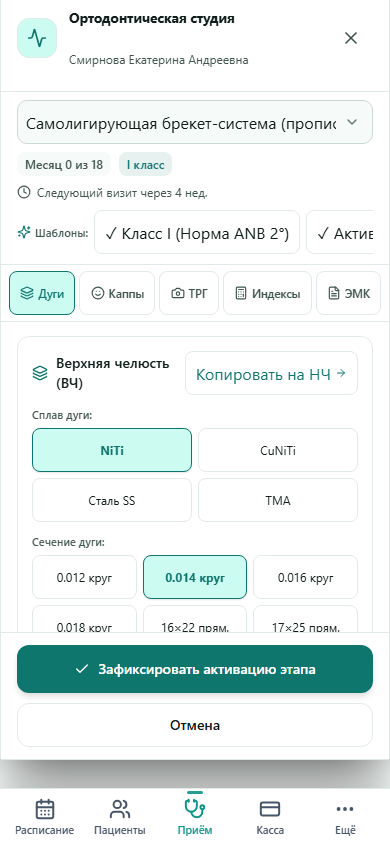 Ортодонтическая студия
Смирнова Екатерина Андреевна
Самолигирующая брекет-система (пропис
Месяц 0 из 18
I класс
Следующий визит через 4 нед.
Шаблоны:
✓ Класс I (Норма ANB 2°)
✓ Актив
Дуги
Каппы
ТРГ
Индексы
ЭМК
Верхняя челюсть
(ВЧ)
Копировать на НЧ →
Сплав дуги:
NiTi
CuNiTi
Сталь SS
TMA
Сечение дуги:
0.012 круг
0.014 круг
0.016 круг
0.018 круг
16×22 прям.
17×25 прям.
Зафиксировать активацию этапа
Отмена
Расписание
Пациенты
Приём
Касса
Ещё